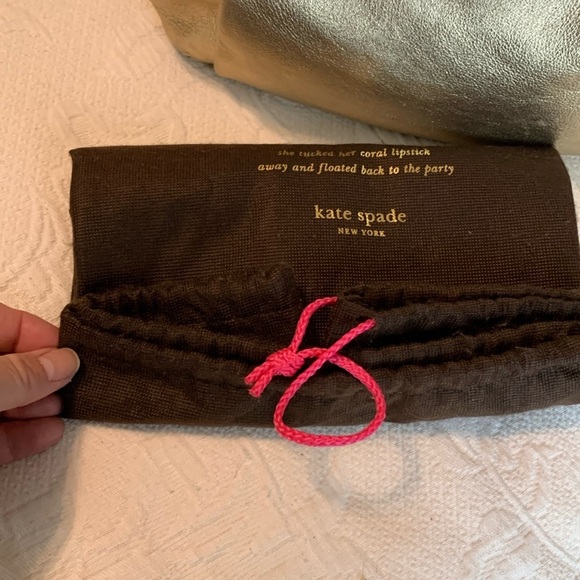 she tucked her coral lipstick
away and floated back to the party
kate spade
NEW YORK